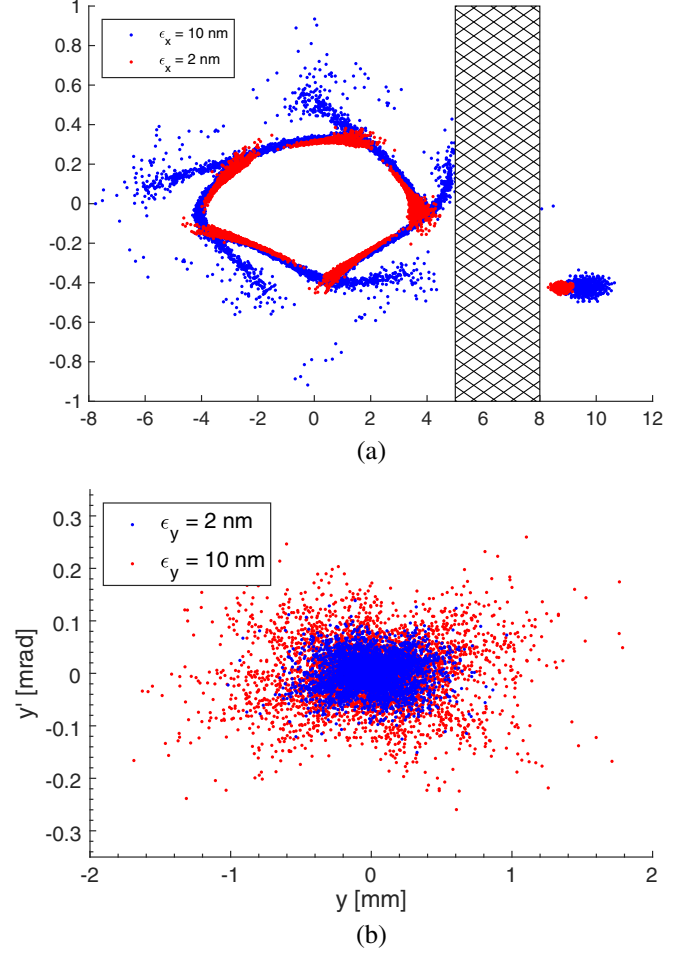 1
ϵx = 10 nm
ϵx = 2 nm
0.8
0.6
0.4
0.2
0
-0.2
-0.4
-0.6
-0.8
-1
-8 -6 -4 -2 0 2 4 6 8 10 12
(a)
ϵy = 2 nm
ϵy = 10 nm
0.3
0.2
0.1
0
-0.1
-0.2
-0.3
y' [mrad]
-2 -1 0 1 2
y [mm]
(b)